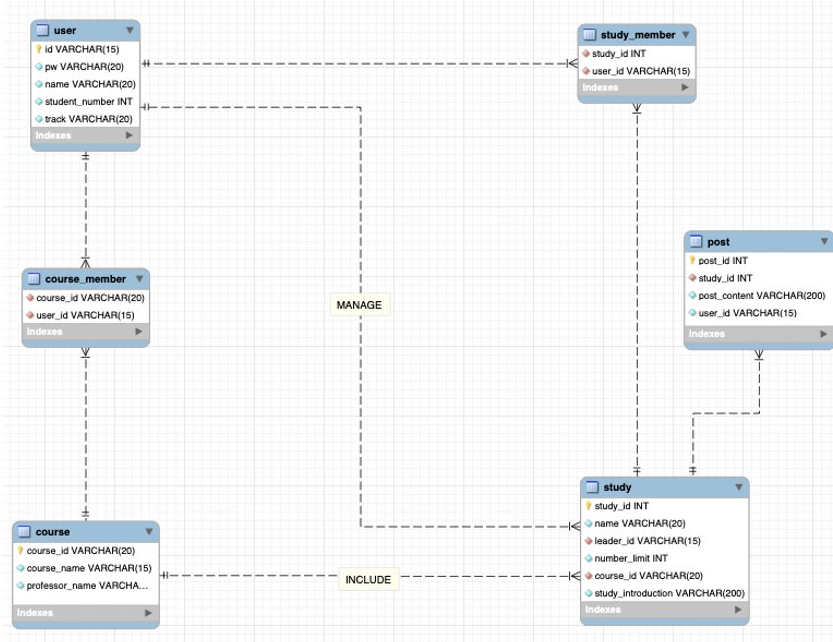 user
id VARCHAR(15)
pw VARCHAR(20)
name VARCHAR(20)
student_number INT
track VARCHAR(20)
Indexes
study_member
study_id INT
user_id VARCHAR(15)
Indexes
post
post_id INT
study_id INT
post_content VARCHAR(200)
user_id VARCHAR(15)
Indexes
course_member
course_id VARCHAR(20)
user_id VARCHAR(15)
Indexes
MANAGE
study
study_id INT
name VARCHAR(20)
leader_id VARCHAR(15)
number_limit INT
course_id VARCHAR(20)
study_introduction VARCHAR(200)
Indexes
course
course_id VARCHAR(20)
course_name VARCHAR(15)
professor_name VARCHA...
Indexes
INCLUDE